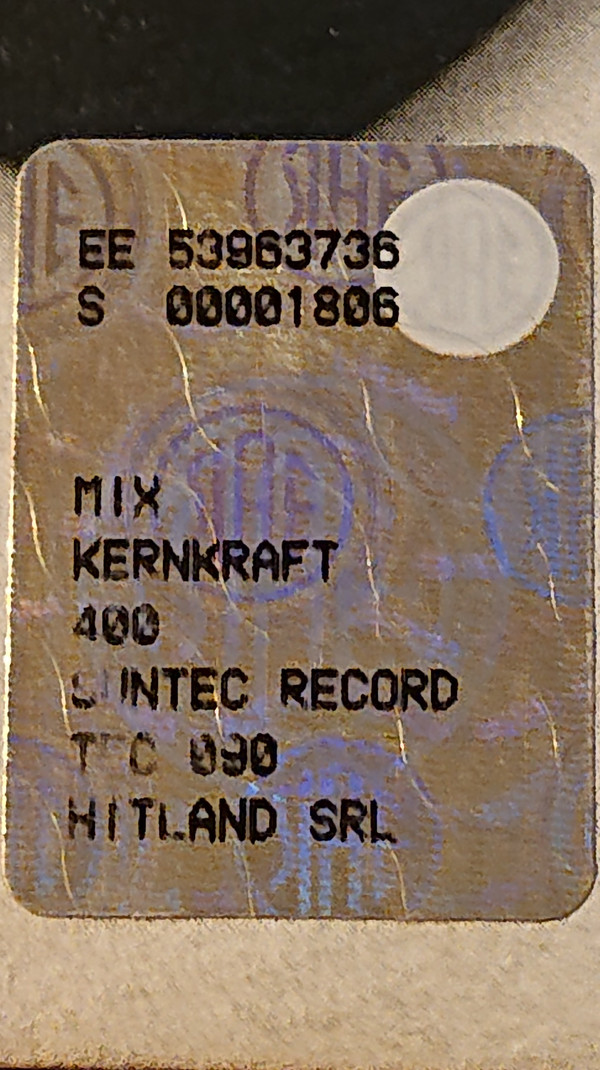 EE 53963736
S 00001806
MIX
KERNKRAFT
400
RECORD
090
HITLAND SRL